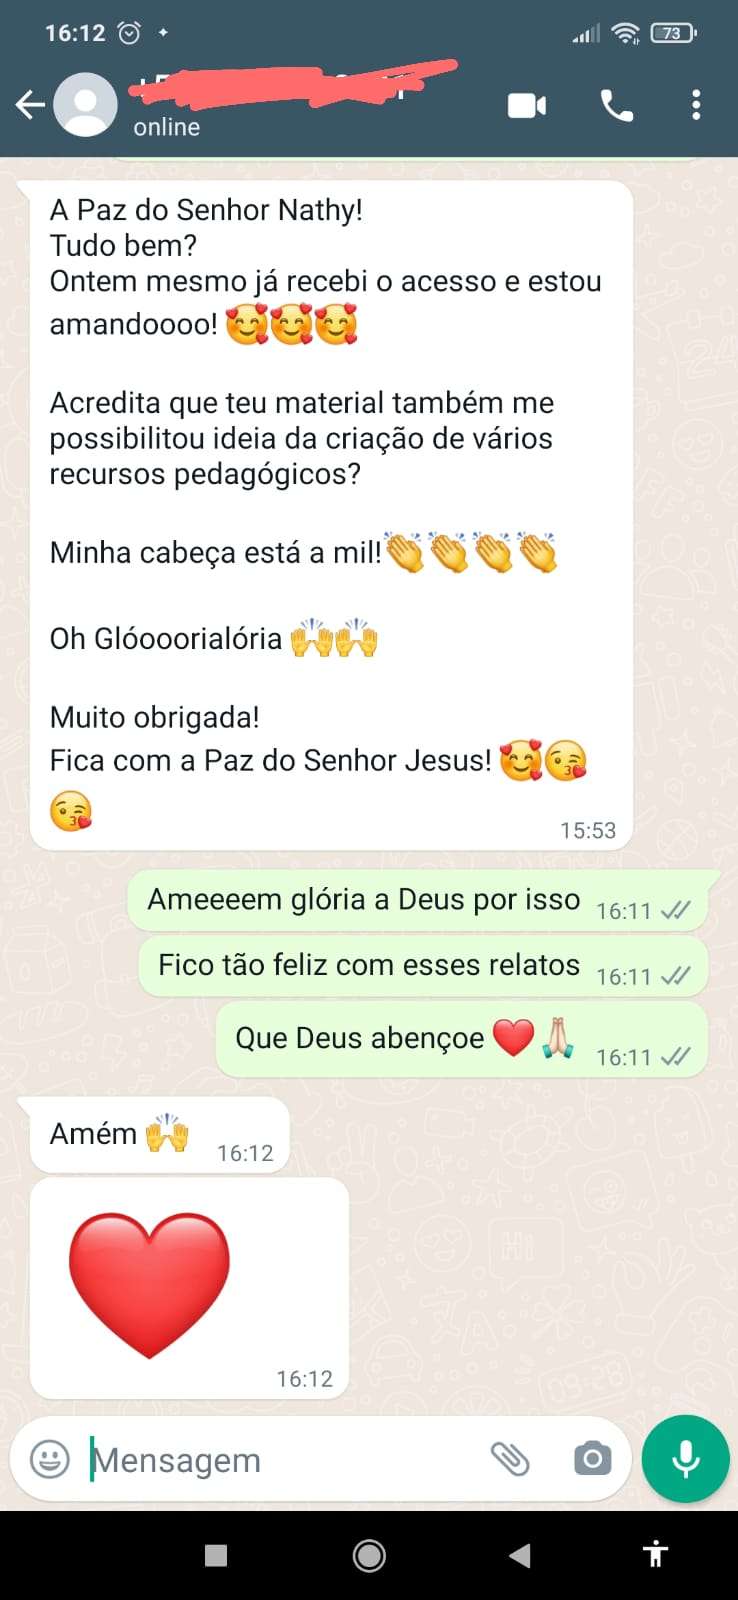 16:12
73
online
A Paz do Senhor Nathy!
Tudo bem?
Ontem mesmo já recebi o acesso e estou
amandoooo! 🥰🥰🥰
Acredita que teu material também me
possibilitou ideia da criação de vários
recursos pedagógicos?
Minha cabeça está a mil!👏👏👏👏
Oh Glóooorialória 🙌🙌
Muito obrigada!
Fica com a Paz do Senhor Jesus! 🥰😘
😘
15:53
Ameeeem glória a Deus por isso 16:11
Fico tão feliz com esses relatos 16:11
Que Deus abençoe ❤️🙏🏻 16:11
Amém 🙌 16:12
❤️
16:12
Mensagem